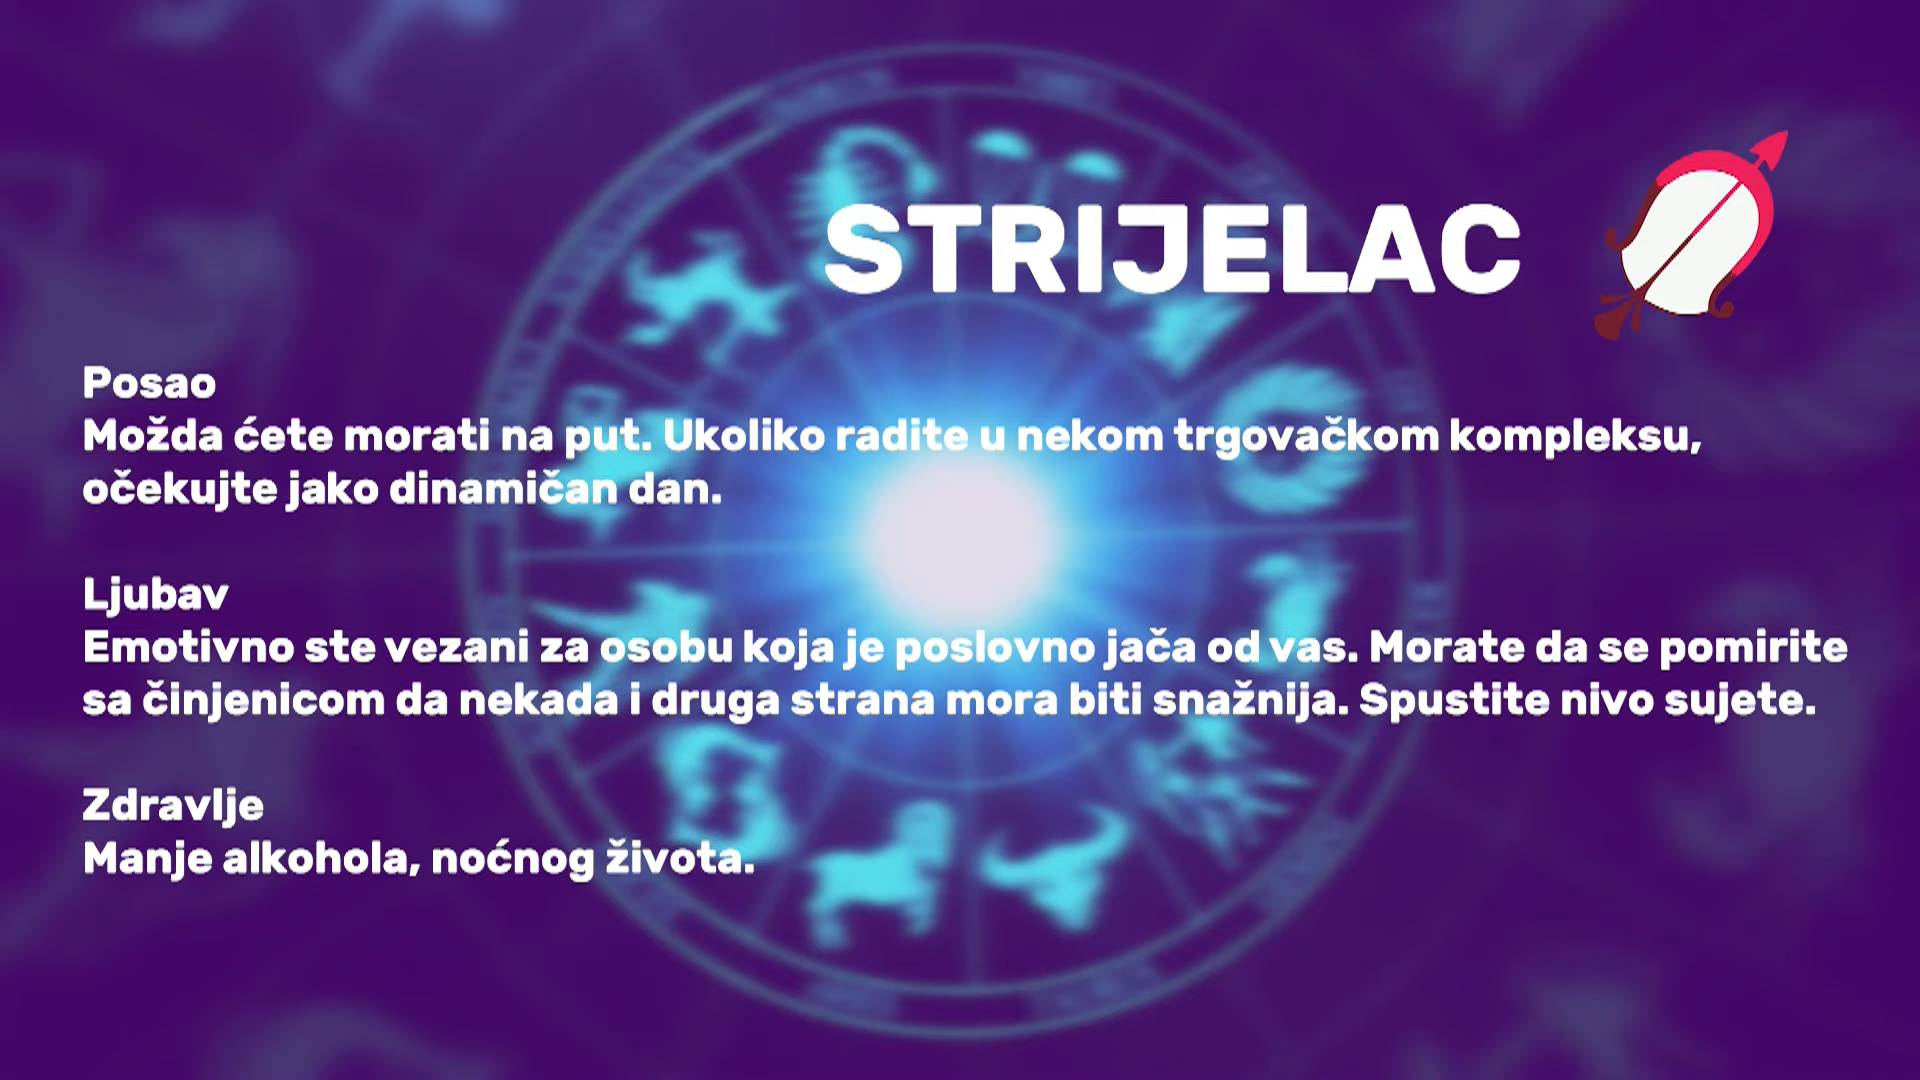 STRIJELAC
Posao
Možda ćete morati na put. Ukoliko radite u nekom trgovačkom kompleksu,
očekujte jako dinamičan dan.
Ljubav
Emotivno ste vezani za osobu koja je poslovno jača od vas. Morate da se pomirite
sa činjenicom da nekada i druga strana mora biti snažnija. Spustite nivo sujete.
Zdravlje
Manje alkohola, noćnog života.